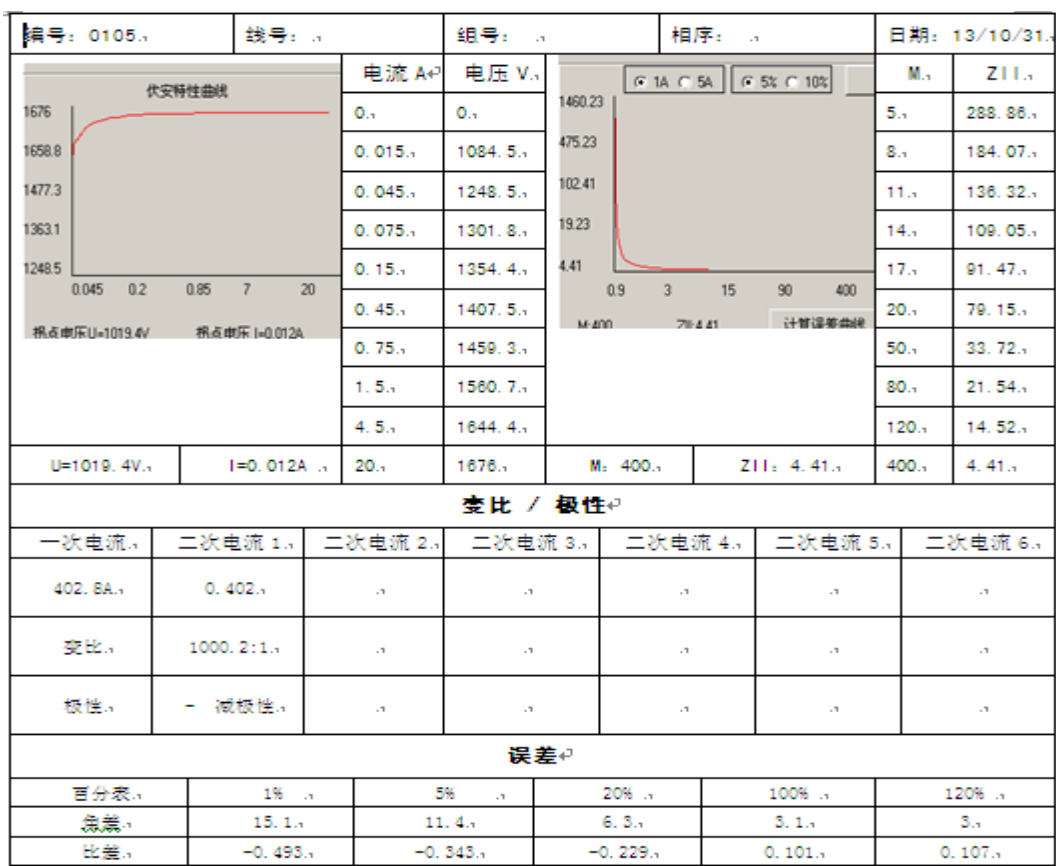 编号: 0105 线号: 组号: 相序: 日期: 13/10/31
伏安特性曲线
1676
1658.8
1477.3
1363.1
1248.5
0.045 0.2 0.85 7 20
拐点电压U=1019.4V 拐点电压 I=0.012A
电流 A 电压 V
0. 0.
0.015 1084.5
0.045 1248.5
0.075 1301.8
0.15 1354.4
0.45 1407.5
0.75 1459.3
1.5 1560.7
4.5 1644.4
1A 5A 5% 10%
1460.23
475.23
102.41
19.23
4.41
0.9 3 15 90 400
M:400 ZII:4.41 计算误差曲线
M ZII
5 288.86
8 184.07
11 136.32
14 109.05
17 91.47
20 79.15
50 33.72
80 21.54
120 14.52
U=1019.4V I=0.012A 20 1676 M: 400 ZII: 4.41 400 4.41
变比 / 极性
一次电流 二次电流 1 二次电流 2 二次电流 3 二次电流 4 二次电流 5 二次电流 6
402.8A 0.402
变比 1000.2:1
极性 - 减极性
误差
百分表 1% 5% 20% 100% 120%
角差 15.1 11.4 6.3 3.1 3
比差 -0.493 -0.343 -0.229 0.101 0.107